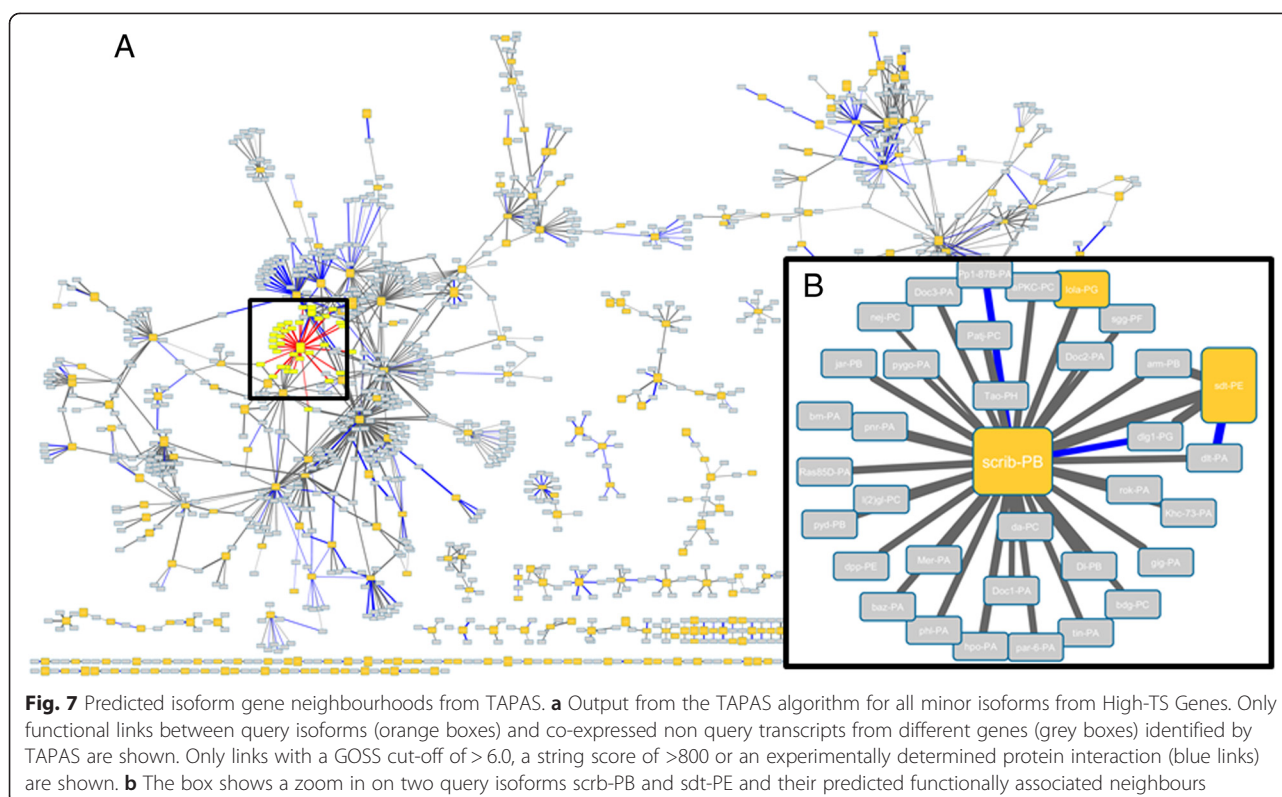 A
B
Pp1-87B-PA
aPKC-PC
lola-PG
Doc3-PA
sgg-PF
nej-PC
Patj-PC
Doc2-PA
jar-PB
pygo-PA
arm-PB
sdt-PE
Tao-PH
pnr-PA
dlg1-PG
scrib-PB
dlt-PA
Ras85D-PA
l(2)gl-PC
rok-PA
pyd-PB
Khc-73-PA
da-PC
dpp-PE
Mer-PA
Dl-PB
gig-PA
baz-PA
Doc1-PA
bdg-PC
phl-PA
tin-PA
hpo-PA
par-6-PA
Fig. 7 Predicted isoform gene neighbourhoods from TAPAS. a Output from the TAPAS algorithm for all minor isoforms from High-TS Genes. Only
functional links between query isoforms (orange boxes) and co-expressed non query transcripts from different genes (grey boxes) identified by
TAPAS are shown. Only links with a GOSS cut-off of > 6.0, a string score of >800 or an experimentally determined protein interaction (blue links)
are shown. b The box shows a zoom in on two query isoforms scrb-PB and sdt-PE and their predicted functionally associated neighbours